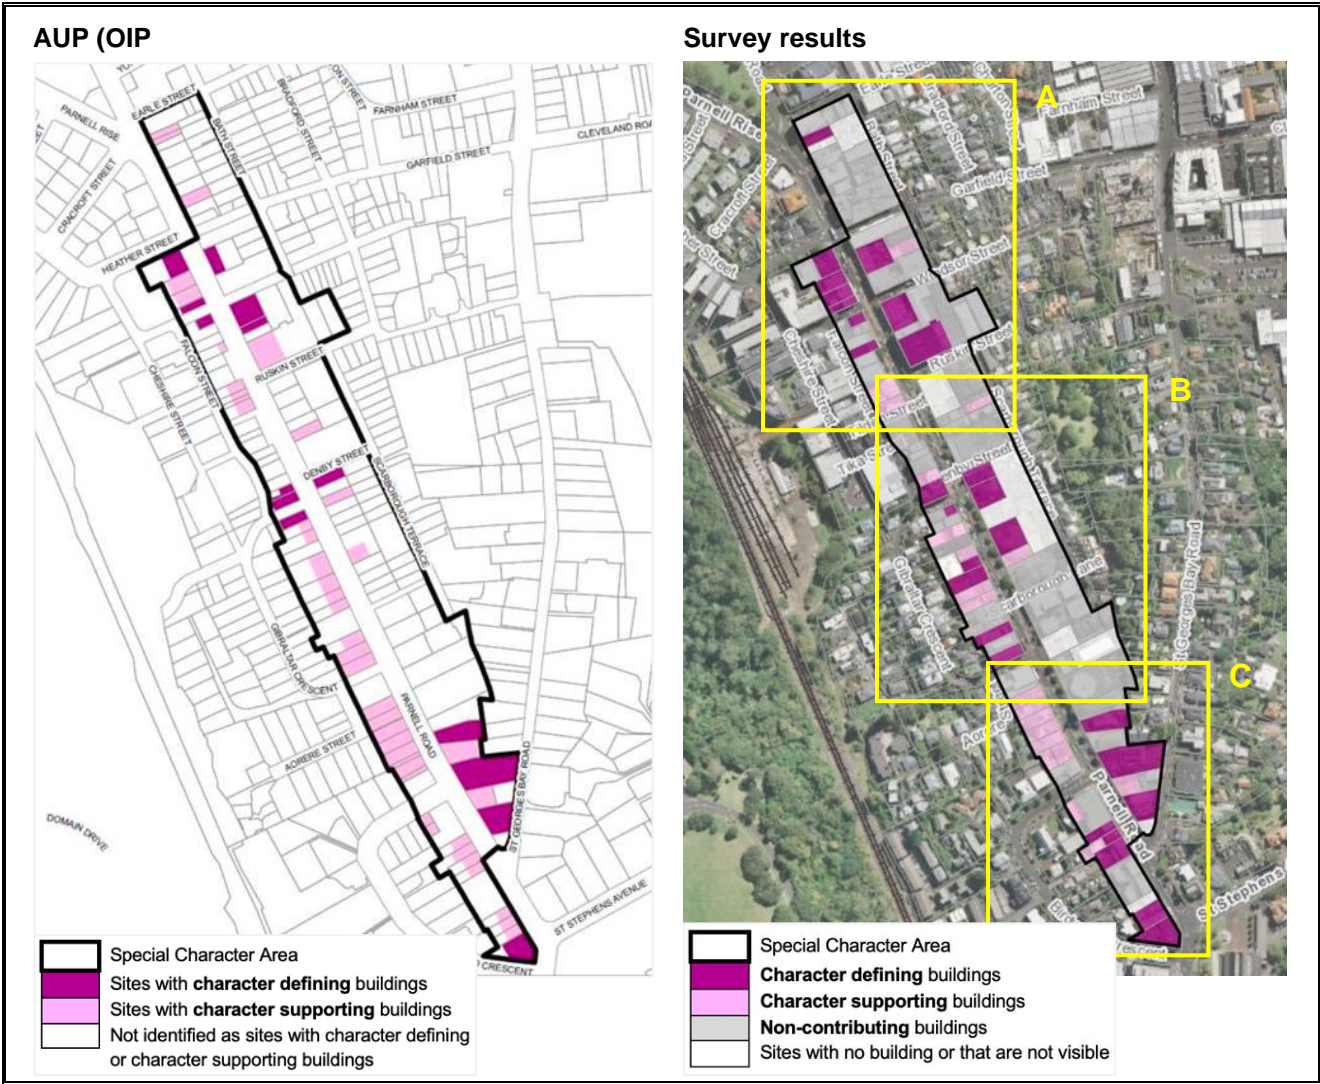 AUP (OIP
Survey results
EARLE STREET
PARNELL RISE
CRACROFT STREET
BATH STREET
BRADFORD STREET
FARNHAM STREET
CLEVELAND ROA
GARFIELD STREET
HEATHER STREET
FALCON STREET
CHESHIRE STREET
RUSKIN STREET
DENBY STREET
SCARBOROUGH TERRACE
GIBRALTAR CRESCENT
PARNELL ROAD
AORERE STREET
ST GEORGES BAY ROAD
DOMAIN DRIVE
ST STEPHENS AVENUE
CRESCENT
Special Character Area
Sites with character defining buildings
Sites with character supporting buildings
Not identified as sites with character defining
or character supporting buildings
A
Parnell Rise
Cracroft Street
Bradford Street
Farnham Street
Garfield Street
Windsor Street
Ruskin Street
Cheshire Street
B
Gibraltar Crescent
St Georges Bay Road
C
Parnell Road
St Stephens
Special Character Area
Character defining buildings
Character supporting buildings
Non-contributing buildings
Sites with no building or that are not visible